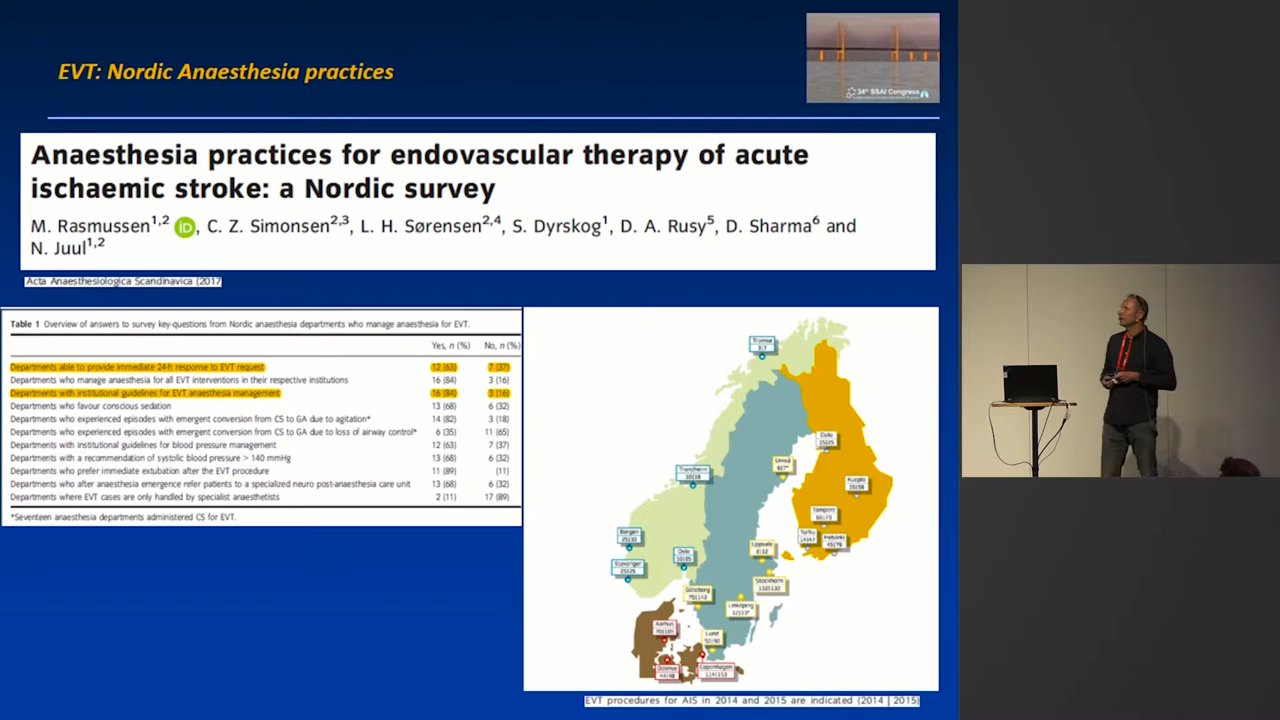 EVT: Nordic Anaesthesia practices
34th SSAI Congress
Anaesthesia practices for endovascular therapy of acute
ischaemic stroke: a Nordic survey
M. Rasmussen1,2 iD, C. Z. Simonsen2,3, L. H. Sørensen2,4, S. Dyrskog1, D. A. Rusy5, D. Sharma6 and
N. Juul1,2
Acta Anaesthesiologica Scandinavica (2017
Table 1 Overview of answers to survey key-questions from Nordic anaesthesia departments who manage anaesthesia for EVT.
Yes, n (%) No, n (%)
Departments able to provide immediate 24-h response to EVT request 12 (63) 7 (37)
Departments who manage anaesthesia for all EVT interventions in their respective institutions 16 (84) 3 (16)
Departments with institutional guidelines for EVT anaesthesia management 16 (84) 3 (16)
Departments who favour conscious sedation 13 (68) 6 (32)
Departments who experienced episodes with emergent conversion from CS to GA due to agitation* 14 (82) 3 (18)
Departments who experienced episodes with emergent conversion from CS to GA due to loss of airway control* 6 (35) 11 (65)
Departments with institutional guidelines for blood pressure management 12 (63) 7 (37)
Departments with a recommendation of systolic blood pressure > 140 mmHg 13 (68) 6 (32)
Departments who prefer immediate extubation after the EVT procedure 11 (89) (11)
Departments who after anaesthesia emergence refer patients to a specialized neuro post-anaesthesia care unit 13 (68) 6 (32)
Departments where EVT cases are only handled by specialist anaesthetists 2 (11) 17 (89)
*Seventeen anaesthesia departments administered CS for EVT.
Tromsø
Oulu
Umeå
Trondheim
Kuopio
Tampere
Turku
Helsinki
Bergen
Oslo
Uppsala
Stavanger
Stockholm
110|130
Göteborg
Linköping
Aarhus
Lund
Odense
Copenhagen
114|153
EVT procedures for AIS in 2014 and 2015 are indicated (2014 | 2015)